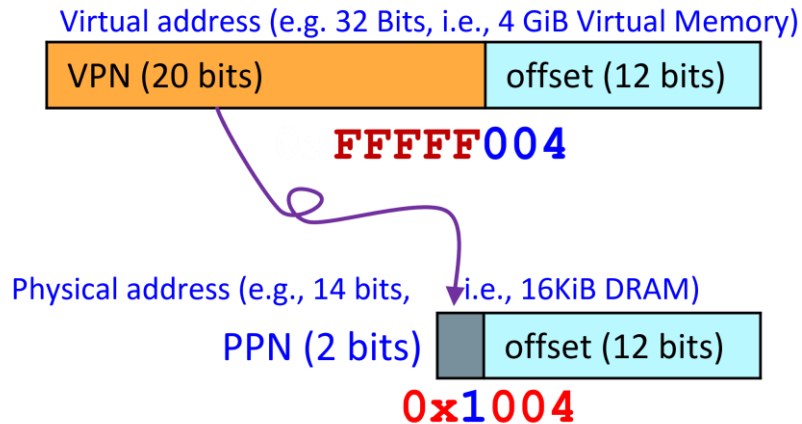 Virtual address (e.g. 32 Bits, i.e., 4 GiB Virtual Memory)
VPN (20 bits) offset (12 bits)
FFFFF004
Physical address (e.g., 14 bits, i.e., 16KiB DRAM)
PPN (2 bits) offset (12 bits)
0x1004